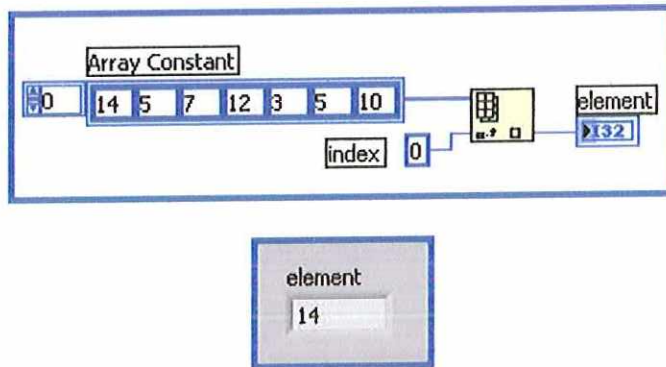 Array Constant
0 14 5 7 12 3 5 10
index 0
element
I32
element
14